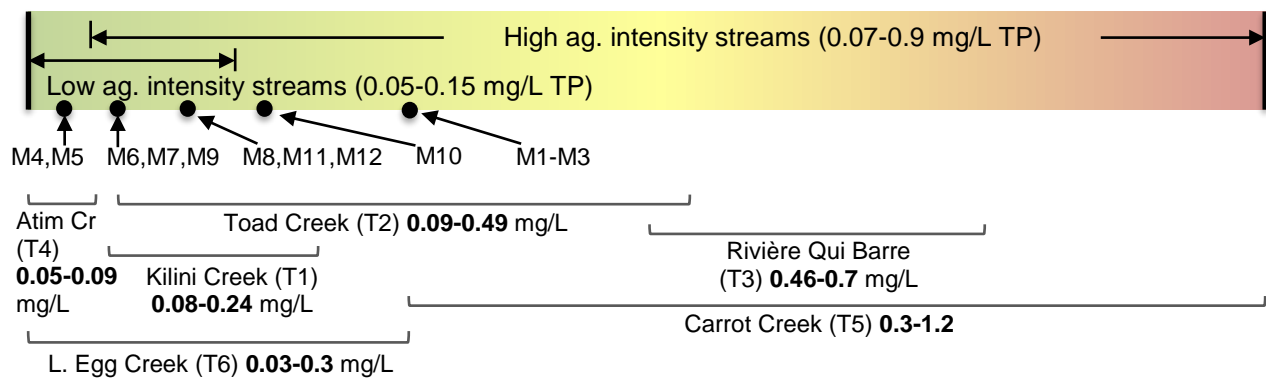 High ag. intensity streams (0.07-0.9 mg/L TP)
Low ag. intensity streams (0.05-0.15 mg/L TP)
M4,M5
M6,M7,M9
M8,M11,M12
M10
M1-M3
Atim Cr
(T4)
0.05-0.09
mg/L
Toad Creek (T2) 0.09-0.49 mg/L
Kilini Creek (T1)
0.08-0.24 mg/L
Rivière Qui Barre
(T3) 0.46-0.7 mg/L
Carrot Creek (T5) 0.3-1.2
L. Egg Creek (T6) 0.03-0.3 mg/L